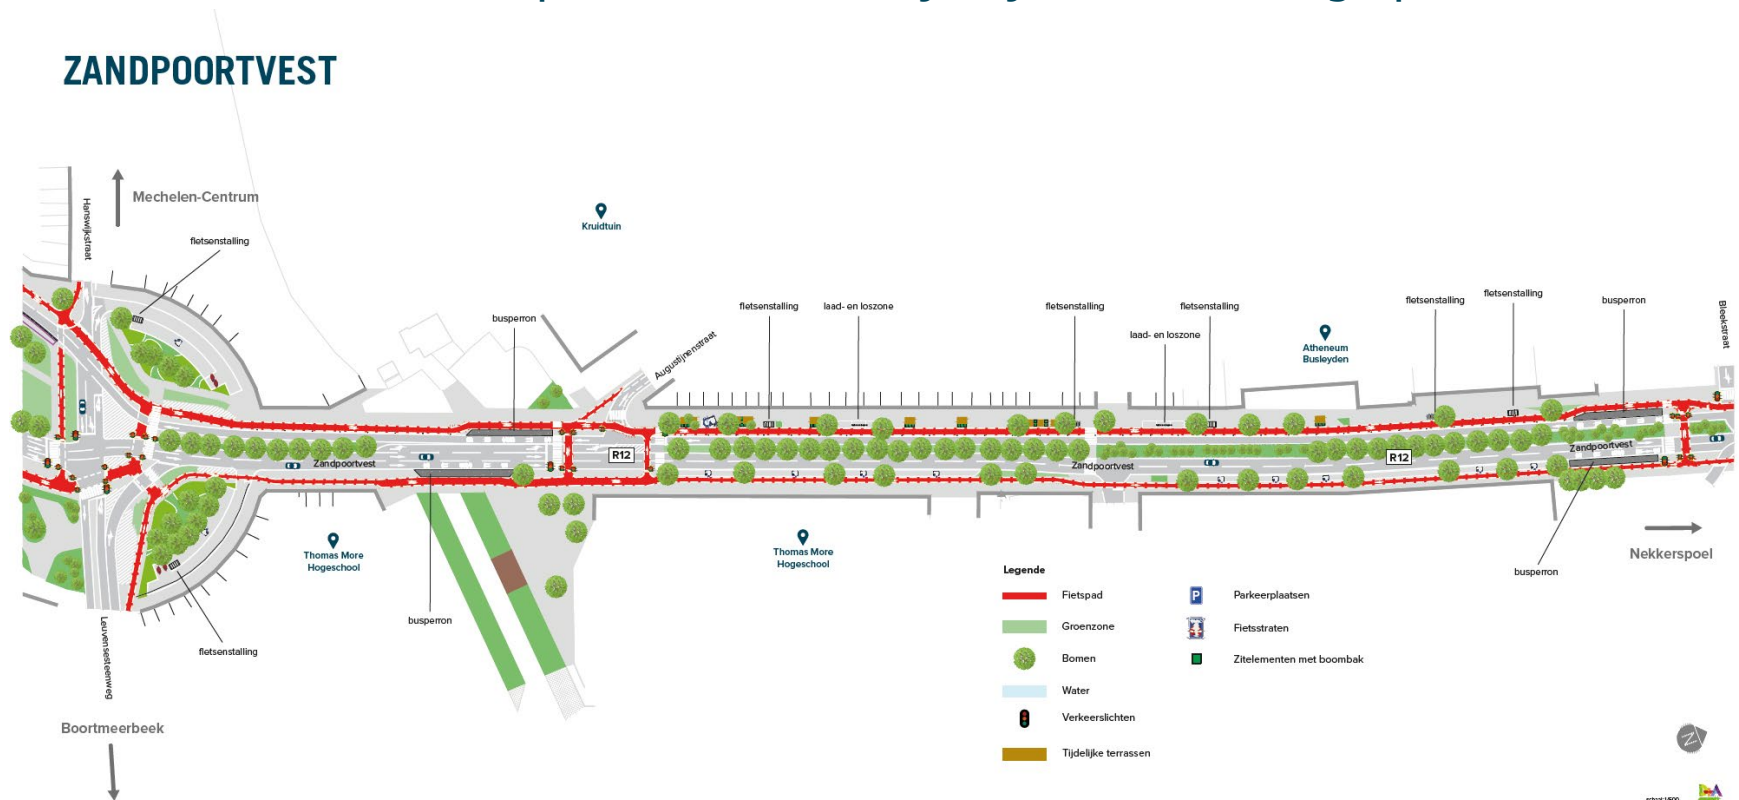 ZANDPOORTVEST
Mechelen-Centrum
Hanswijkstraat
fietsenstalling
Kruidtuin
busperron
Augustijnenstraat
fietsenstalling
laad- en loszone
fietsenstalling
laad- en loszone
fietsenstalling
Atheneum
Busleyden
fietsenstalling
fietsenstalling
busperron
Bleekstraat
Zandpoortvest
R12
Zandpoortvest
R12
Zandpoortvest
Thomas More
Hogeschool
Thomas More
Hogeschool
Nekkerspoel
busperron
busperron
fietsenstalling
Leuvensesteenweg
Boortmeerbeek
Legende
Fietspad
Groenzone
Bomen
Water
Verkeerslichten
Tijdelijke terrassen
P
Parkeerplaatsen
Fietsstraten
Zitelementen met boombak
N